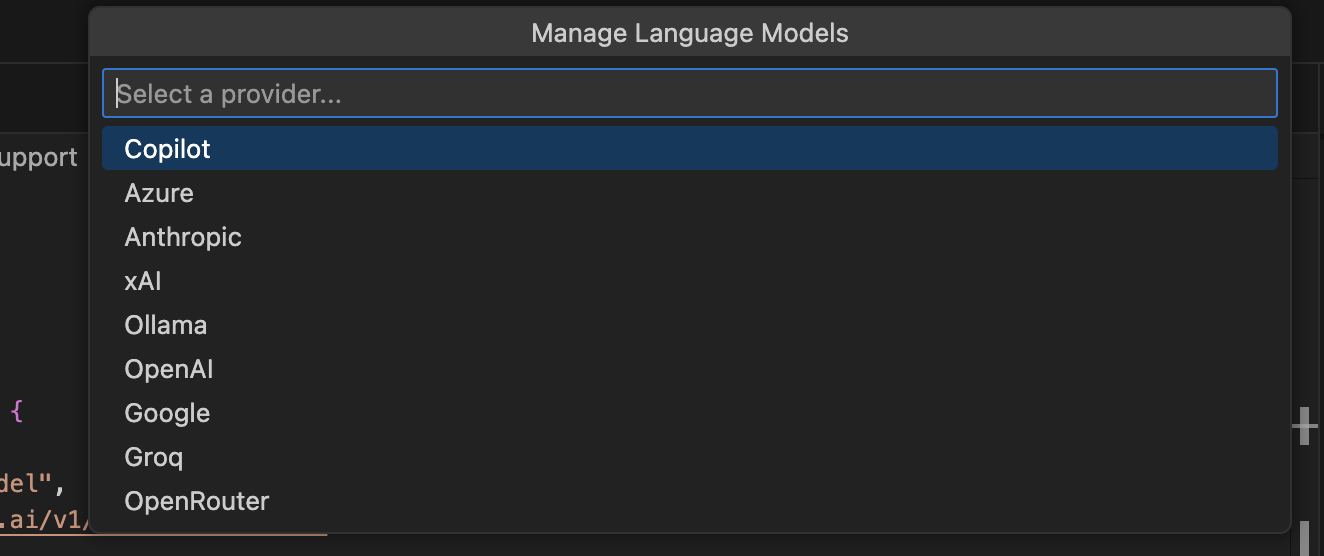 Manage Language Models
Select a provider...
Copilot
upport
Azure
Anthropic
xAI
Ollama
OpenAI
Google
{
Groq
del",
OpenRouter
.ai/v1/